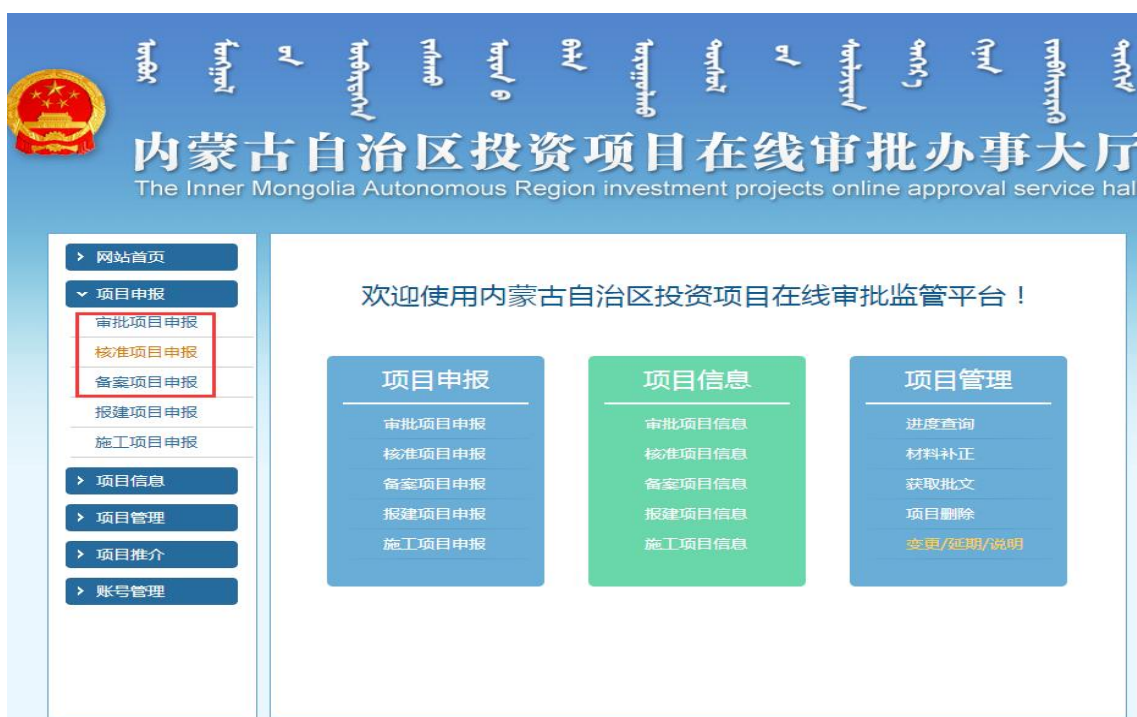 内蒙古自治区投资项目在线审批办事大厅
The Inner Mongolia Autonomous Region investment projects online approval service hal
网站首页
项目申报
审批项目申报
核准项目申报
备案项目申报
报建项目申报
施工项目申报
项目信息
项目管理
项目推介
账号管理
欢迎使用内蒙古自治区投资项目在线审批监管平台！
项目申报
审批项目申报
核准项目申报
备案项目申报
报建项目申报
施工项目申报
项目信息
审批项目信息
核准项目信息
备案项目信息
报建项目信息
施工项目信息
项目管理
进度查询
材料补正
获取批文
项目删除
变更/延期/说明